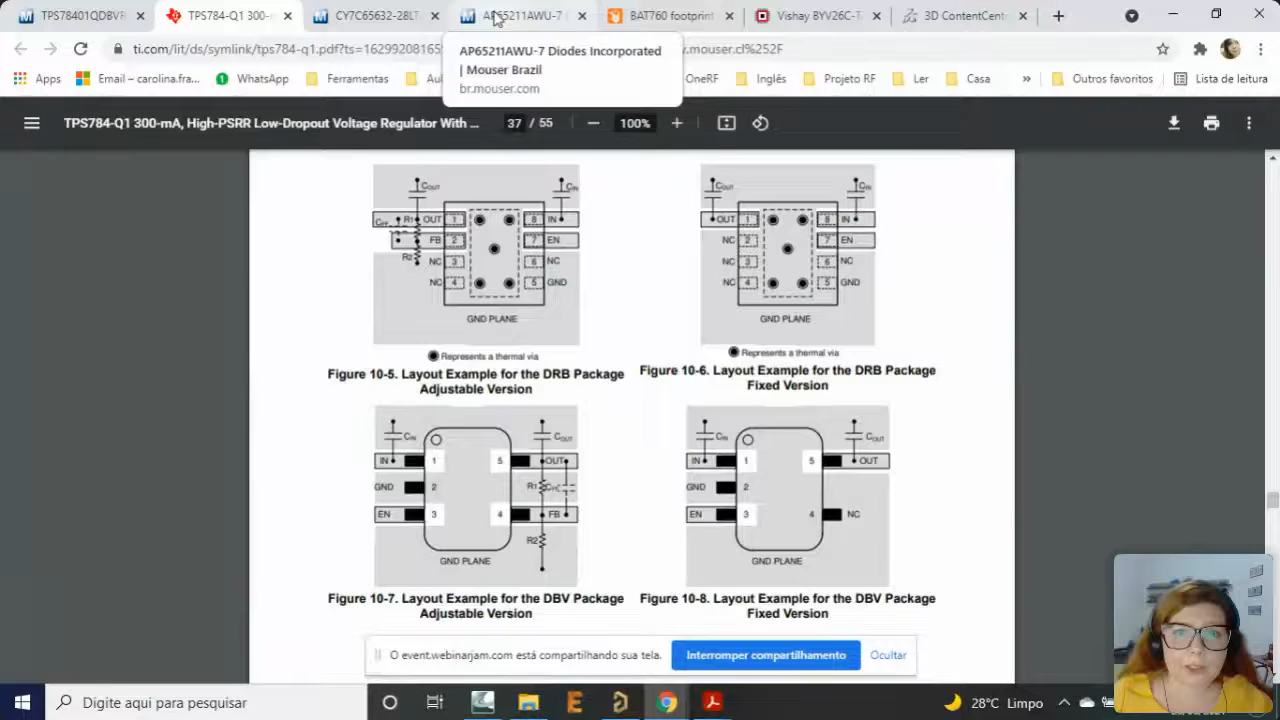 TPS78401QDBVR
TPS784-Q1 300-
CY7C65632-28LT
AP65211AWU-7
BAT760 footprint
Vishay BYV26C-T
3D ContentCent
ti.com/lit/ds/symlink/tps784-q1.pdf?ts=1629920816
.mouser.cl%252F
AP65211AWU-7 Diodes Incorporated
| Mouser Brazil
br.mouser.com
Apps
Email – carolina.fra...
WhatsApp
Ferramentas
OneRF
Inglês
Projeto RF
Ler
Casa
»
Outros favoritos
Lista de leitura
TPS784-Q1 300-mA, High-PSRR Low-Dropout Voltage Regulator With ...
37 / 55
100%
COUT
CIN
R1
OUT 1
8 IN
FB 2
7 EN
R2
NC 3
6 NC
NC 4
5 GND
GND PLANE
Represents a thermal via
Figure 10-5. Layout Example for the DRB Package
Adjustable Version
COUT
CIN
OUT 1
8 IN
NC 2
7 EN
NC 3
6 NC
NC 4
5 GND
GND PLANE
Represents a thermal via
Figure 10-6. Layout Example for the DRB Package
Fixed Version
CIN
COUT
IN 1
5 OUT
GND 2
R1
EN 3
4 FB
R2
GND PLANE
Figure 10-7. Layout Example for the DBV Package
Adjustable Version
CIN
COUT
IN 1
5 OUT
GND 2
EN 3
4 NC
GND PLANE
Figure 10-8. Layout Example for the DBV Package
Fixed Version
O event.webinarjam.com está compartilhando sua tela.
Interromper compartilhamento
Ocultar
Digite aqui para pesquisar
28°C Limpo